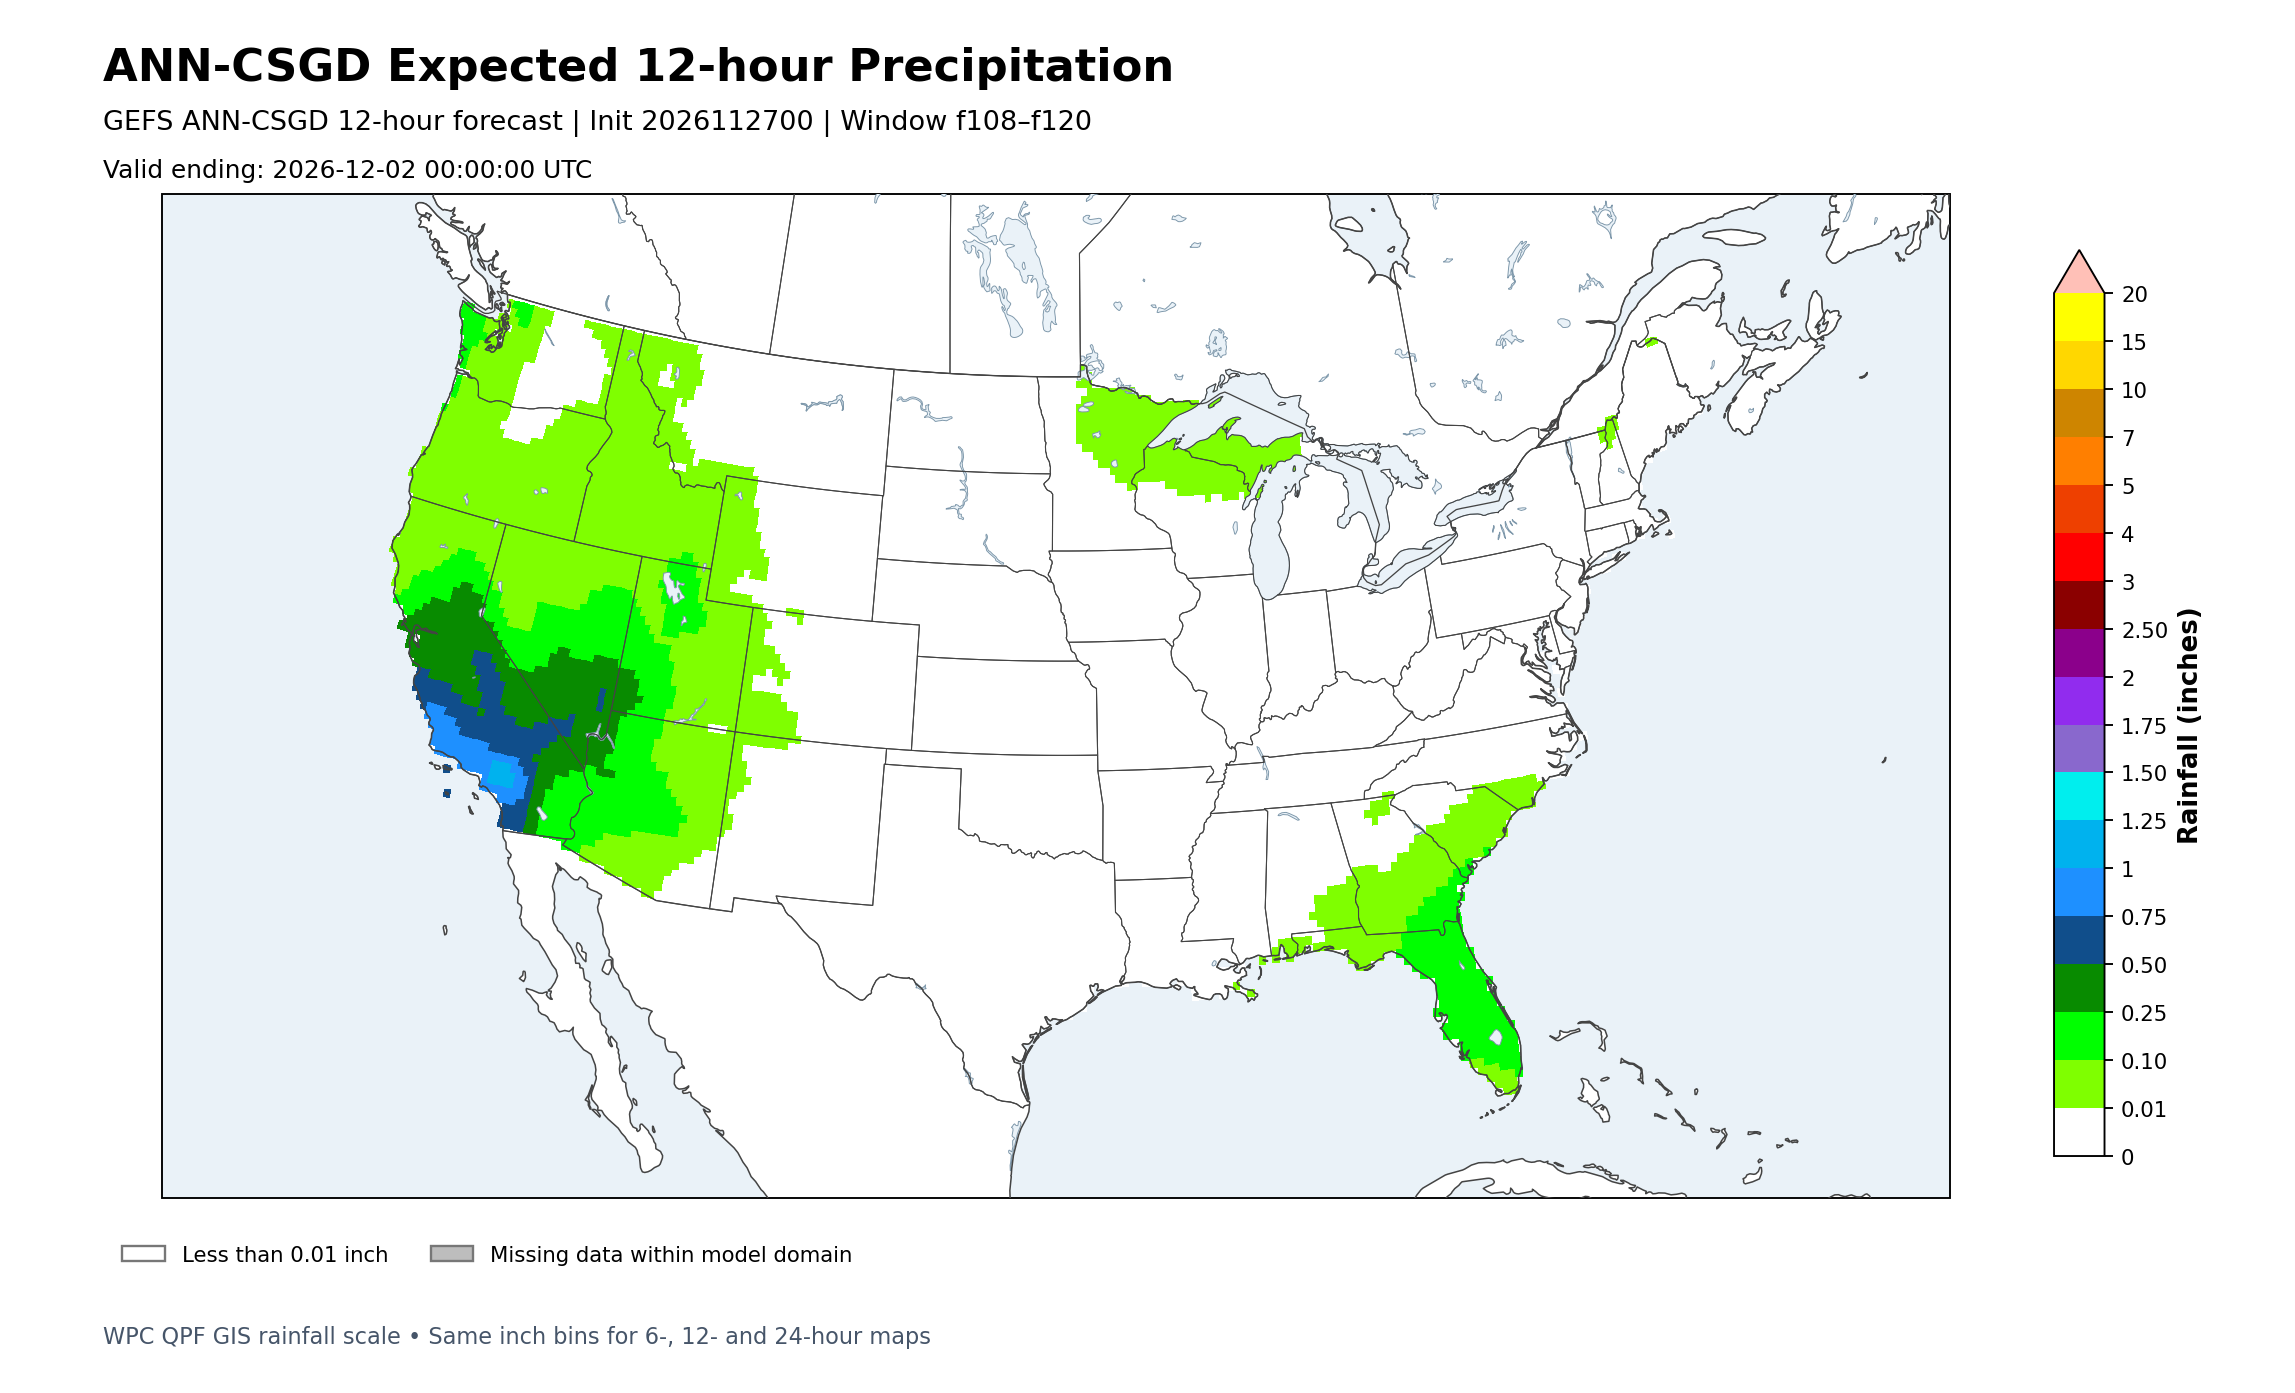 ANN-CSGD Expected 12-hour Precipitation
GEFS ANN-CSGD 12-hour forecast | Init 2026112700 | Window f108–f120
Valid ending: 2026-12-02 00:00:00 UTC
20
15
10
7
5
4
3
2.50
2
1.75
1.50
1.25
1
0.75
0.50
0.25
0.10
0.01
0
Rainfall (inches)
Less than 0.01 inch
Missing data within model domain
WPC QPF GIS rainfall scale • Same inch bins for 6-, 12- and 24-hour maps